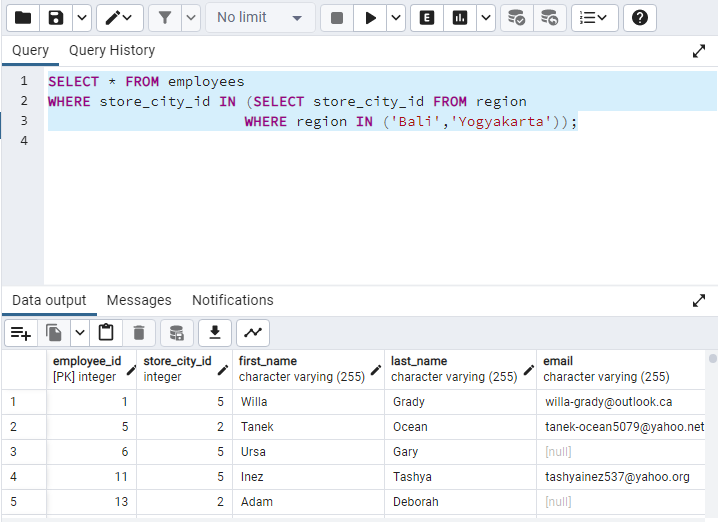 No limit
E
Query Query History
1 SELECT * FROM employees
2 WHERE store_city_id IN (SELECT store_city_id FROM region
3 WHERE region IN ('Bali','Yogyakarta'));
4
Data output Messages Notifications
employee_id store_city_id first_name last_name email
[PK] integer integer character varying (255) character varying (255) character varying (255)
1 1 5 Willa Grady willa-grady@outlook.ca
2 5 2 Tanek Ocean tanek-ocean5079@yahoo.net
3 6 5 Ursa Gary [null]
4 11 5 Inez Tashya tashyainez537@yahoo.org
5 13 2 Adam Deborah [null]